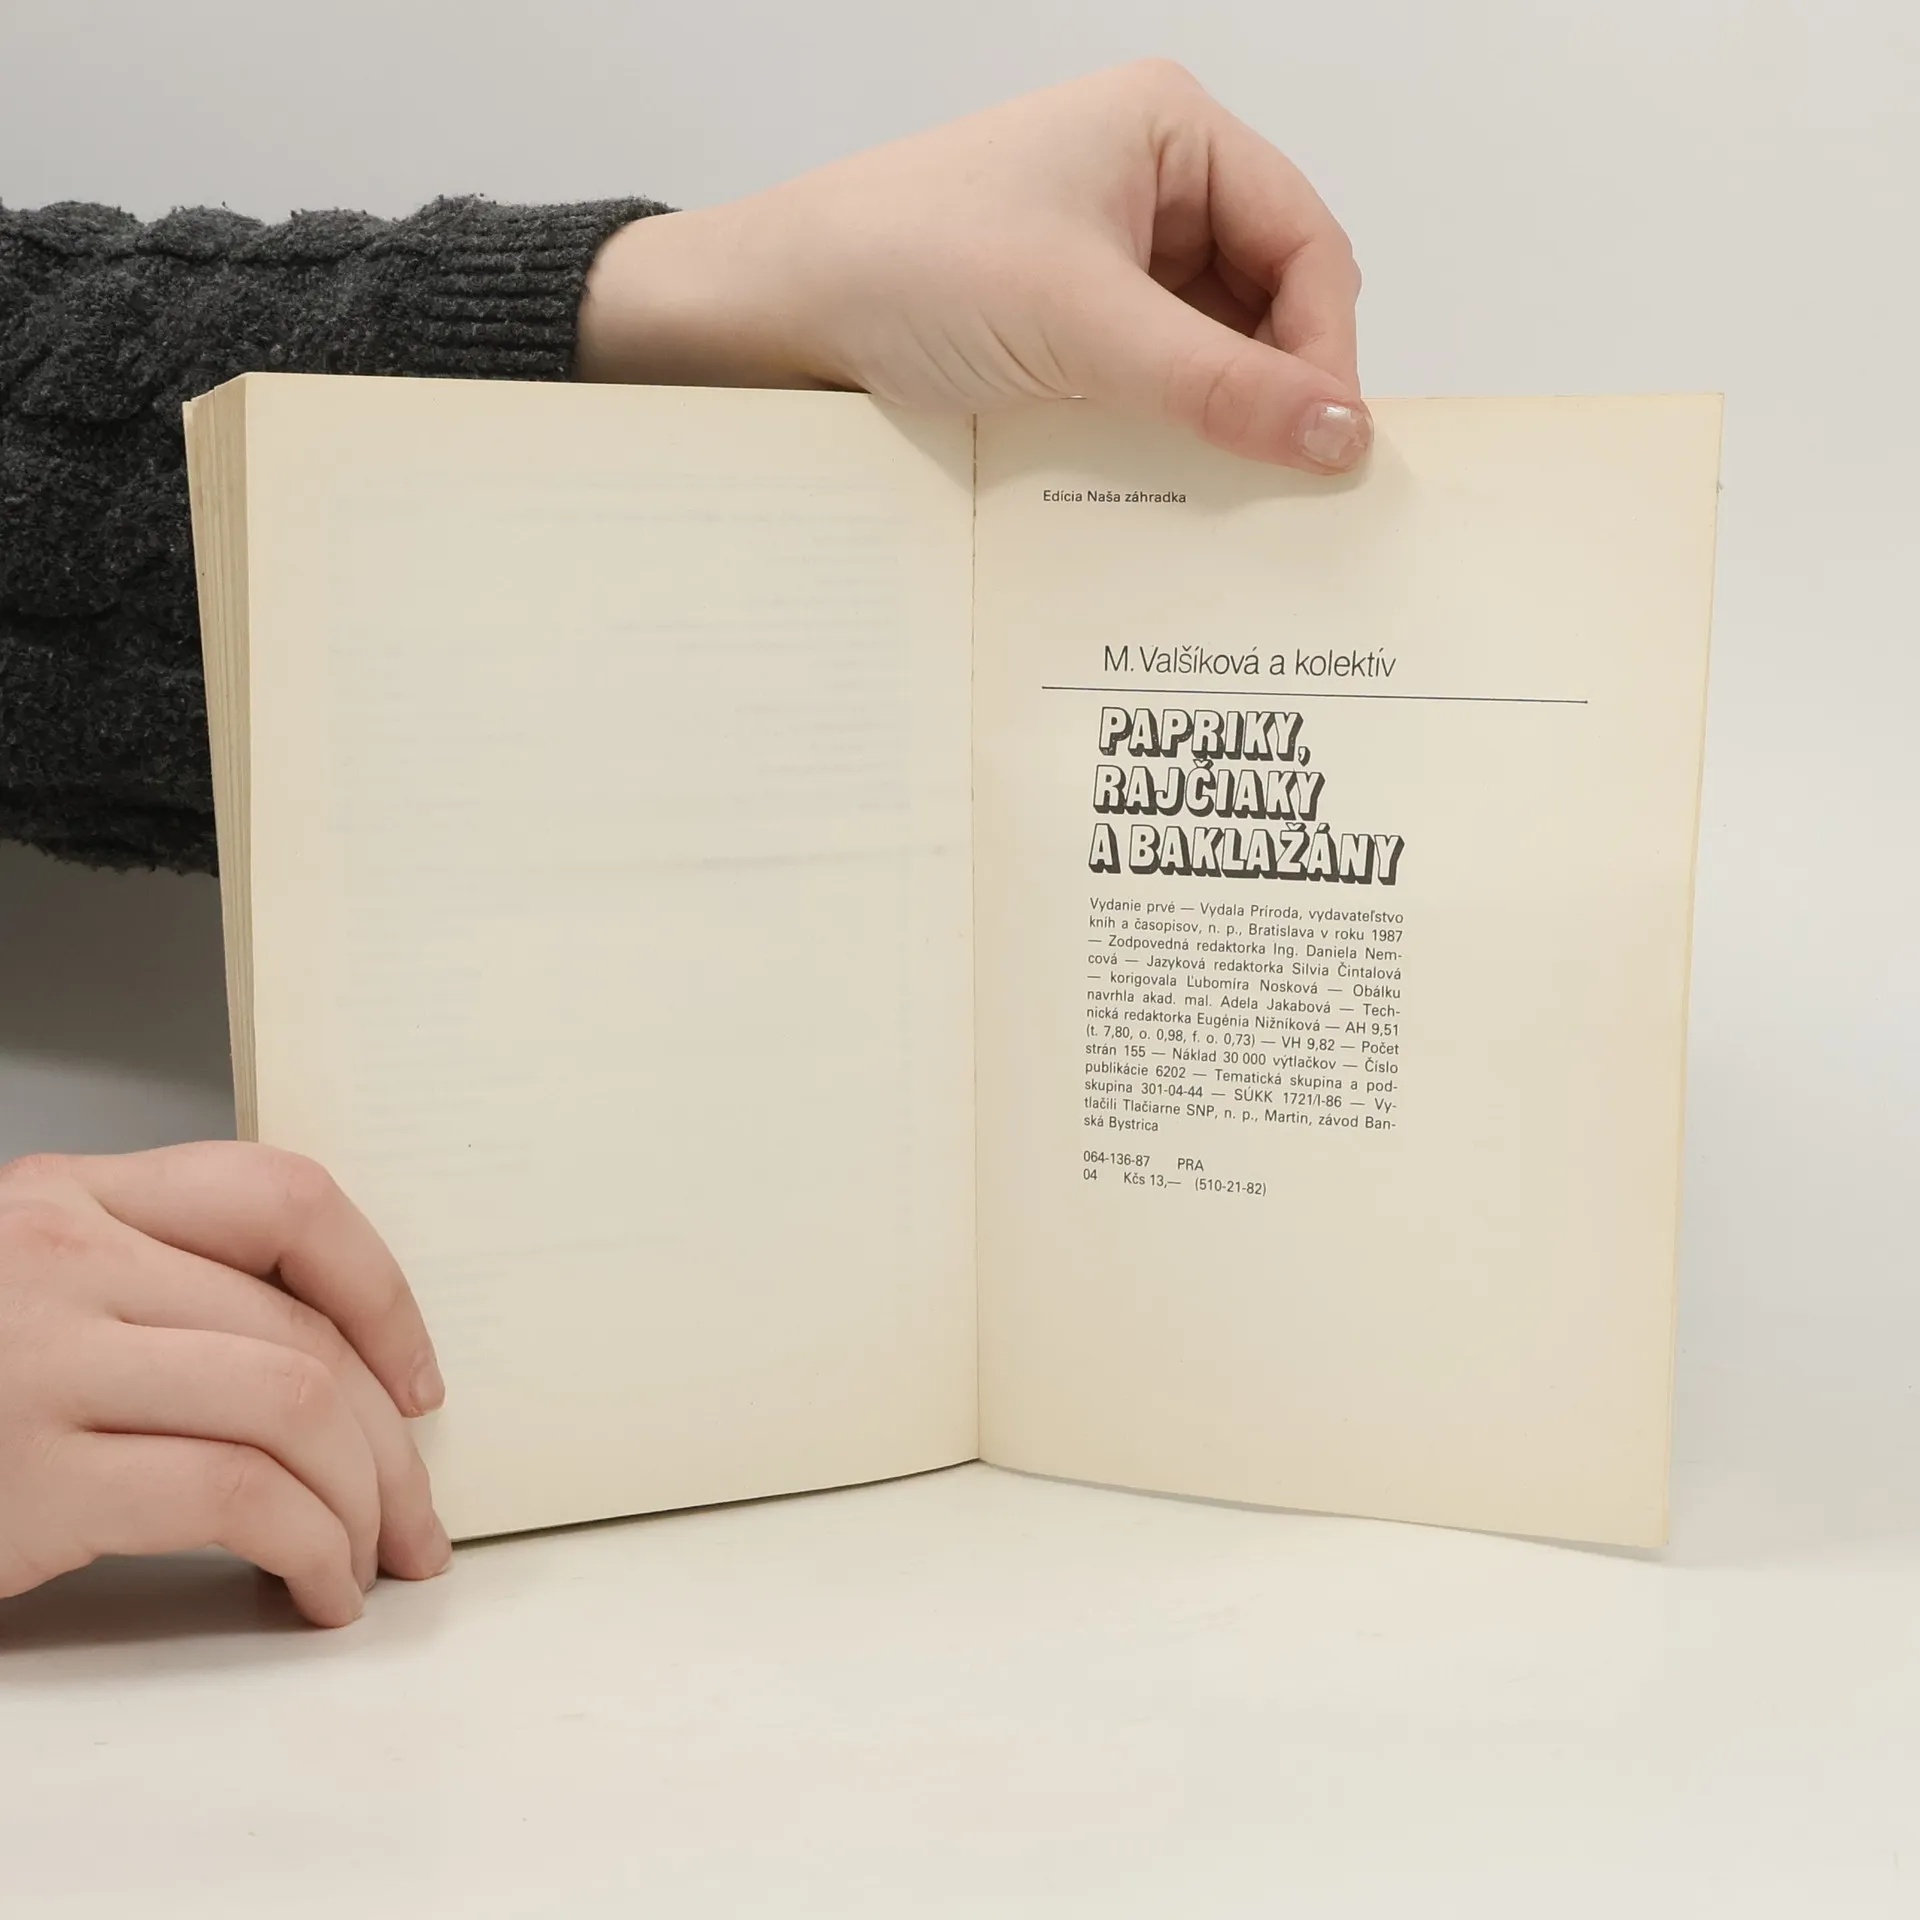 Edícia Naša záhradka
M. Valšíková a kolektív
PAPRIKY,
RAJČIAKY
A BAKLAŽÁNY
Vydanie prvé — Vydala Príroda, vydavateľstvo
kníh a časopisov, n. p., Bratislava v roku 1987
— Zodpovedná redaktorka Ing. Daniela Nem-
cová — Jazyková redaktorka Silvia Čintalová
— korigovala Ľubomíra Nosková — Obálku
navrhla akad. mal. Adela Jakabová — Tech-
nická redaktorka Eugénia Nižníková — AH 9,51
(t. 7,80, o. 0,98, f. o. 0,73) — VH 9,82 — Počet
strán 155 — Náklad 30 000 výtlačkov — Číslo
publikácie 6202 — Tematická skupina a pod-
skupina 301-04-44 — SÚKK 1721/I-86 — Vy-
tlačili Tlačiarne SNP, n. p., Martin, závod Ban-
ská Bystrica
064-136-87 PRA
04 Kčs 13,— (510-21-82)